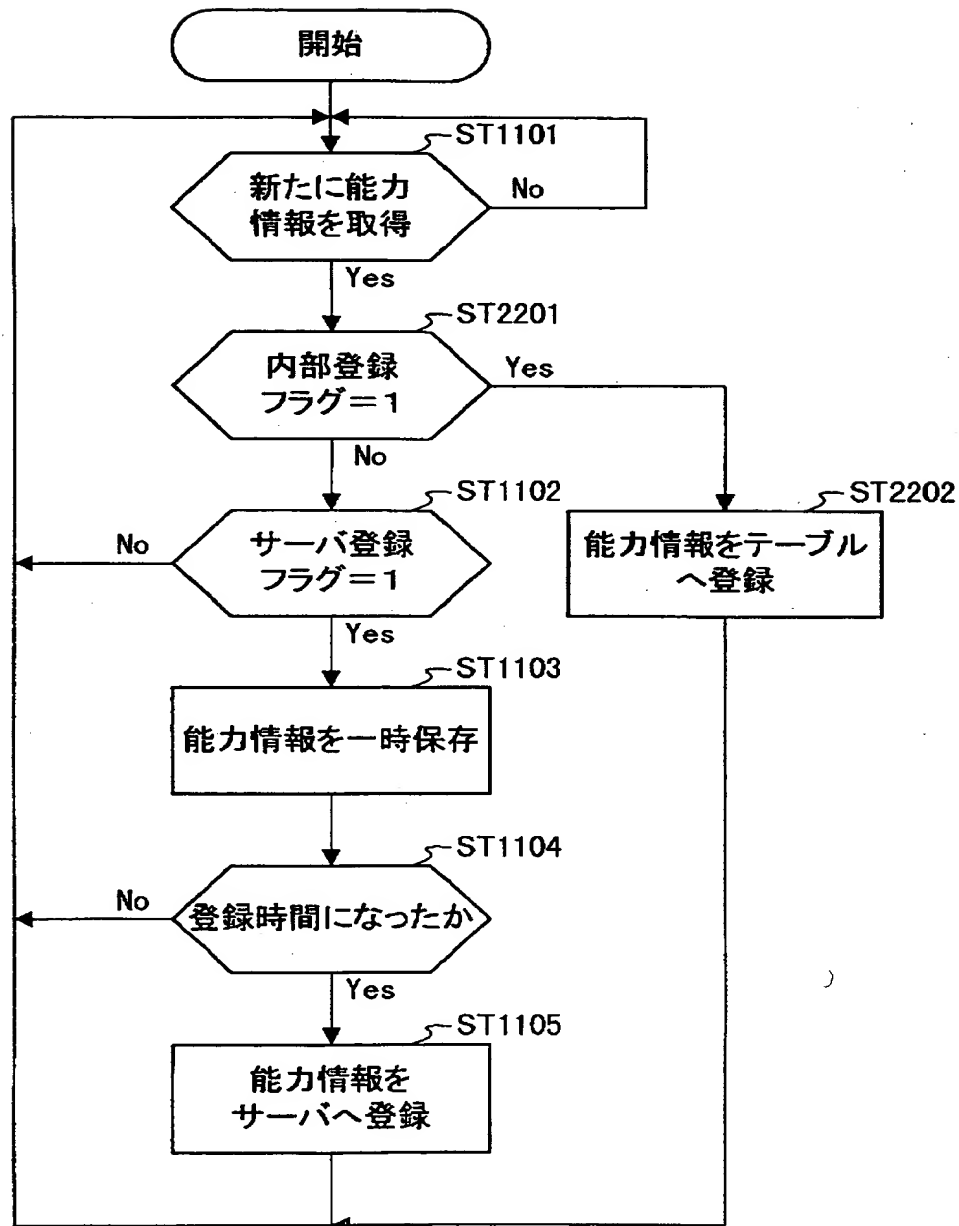 開始
ST1101
新たに能力
情報を取得
No
Yes
ST2201
内部登録
フラグ＝1
Yes
No
ST1102
サーバ登録
フラグ＝1
No
Yes
ST2202
能力情報をテーブル
へ登録
ST1103
能力情報を一時保存
ST1104
登録時間になったか
No
Yes
ST1105
能力情報を
サーバへ登録